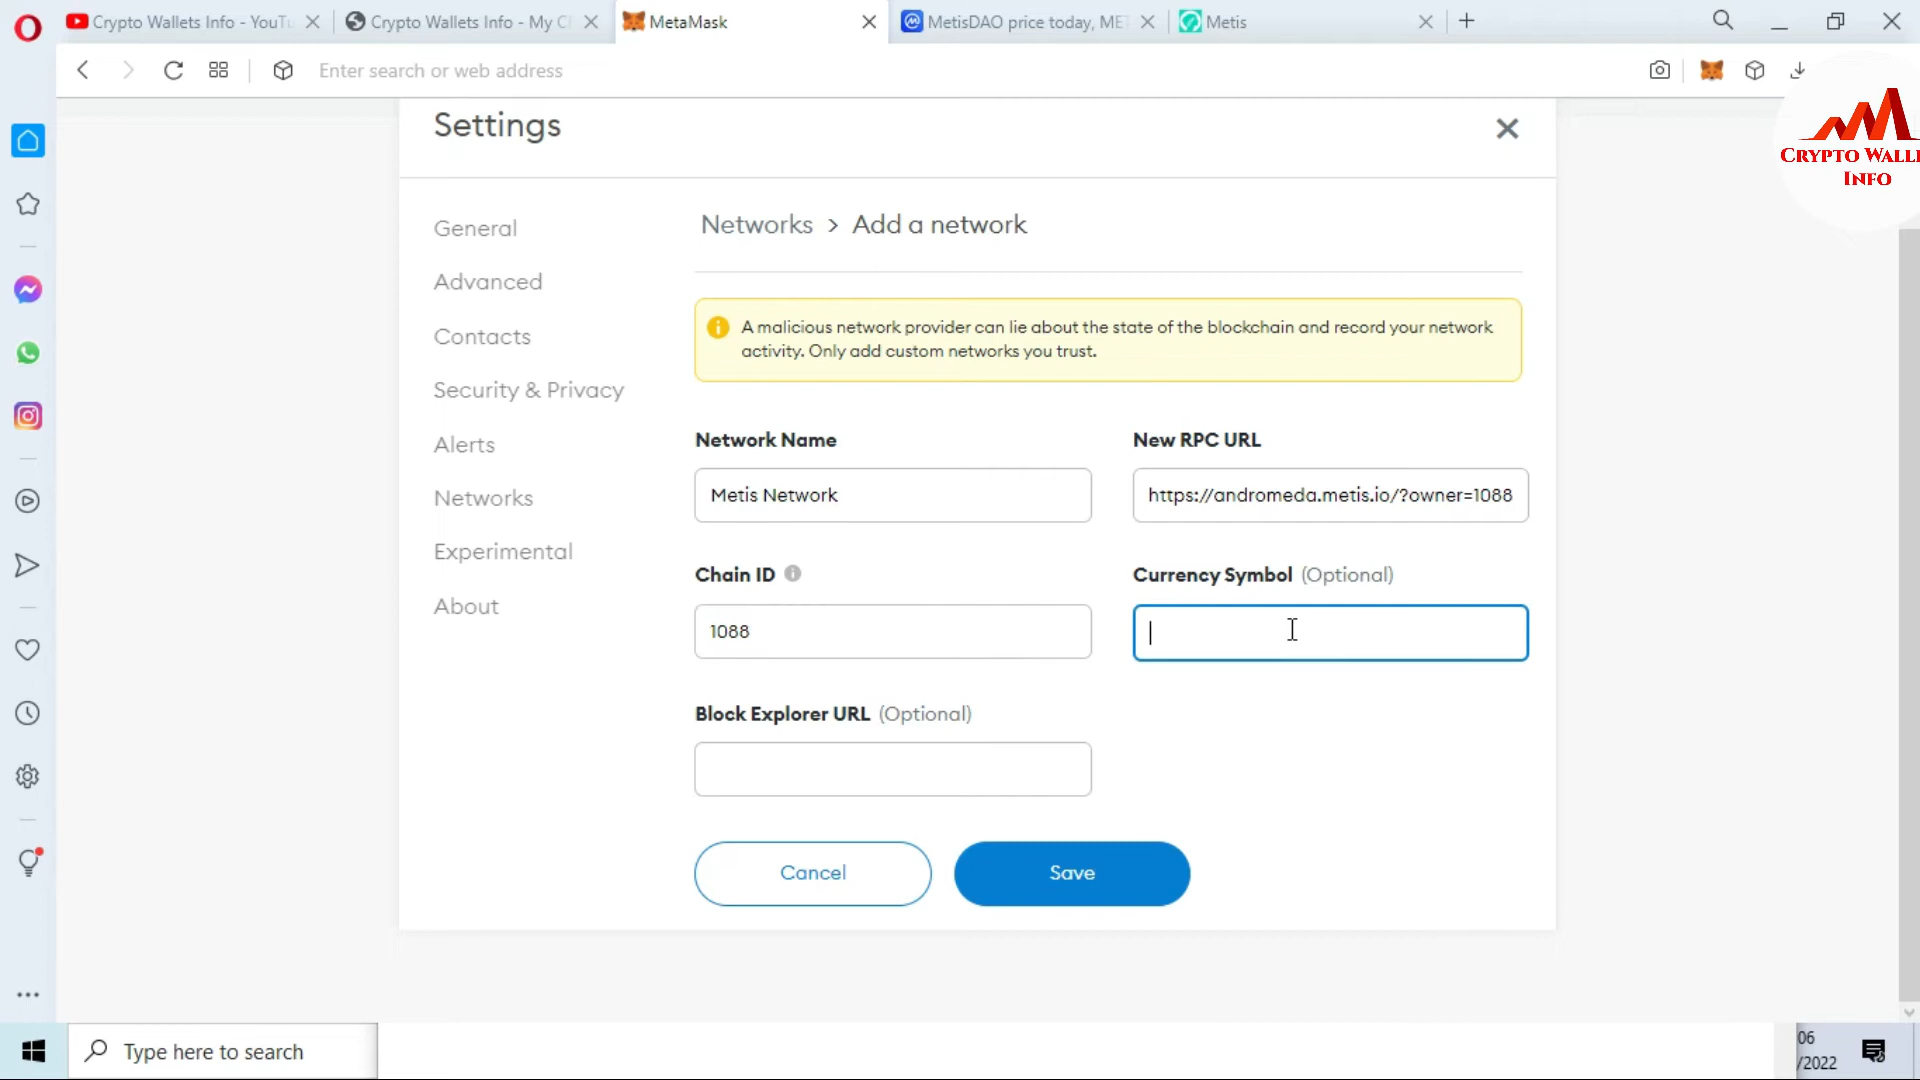 Crypto Wallets Info - YouTu
Crypto Wallets Info - My C
MetaMask
MetisDAO price today, MET
Metis
Enter search or web address
CRYPTO WALLE
INFO
Settings
General
Advanced
Contacts
Security & Privacy
Alerts
Networks
Experimental
About
Networks > Add a network
A malicious network provider can lie about the state of the blockchain and record your network
activity. Only add custom networks you trust.
Network Name
Metis Network
New RPC URL
https://andromeda.metis.io/?owner=1088
Chain ID
1088
Currency Symbol (Optional)
Block Explorer URL (Optional)
Cancel
Save
Type here to search
06
/2022